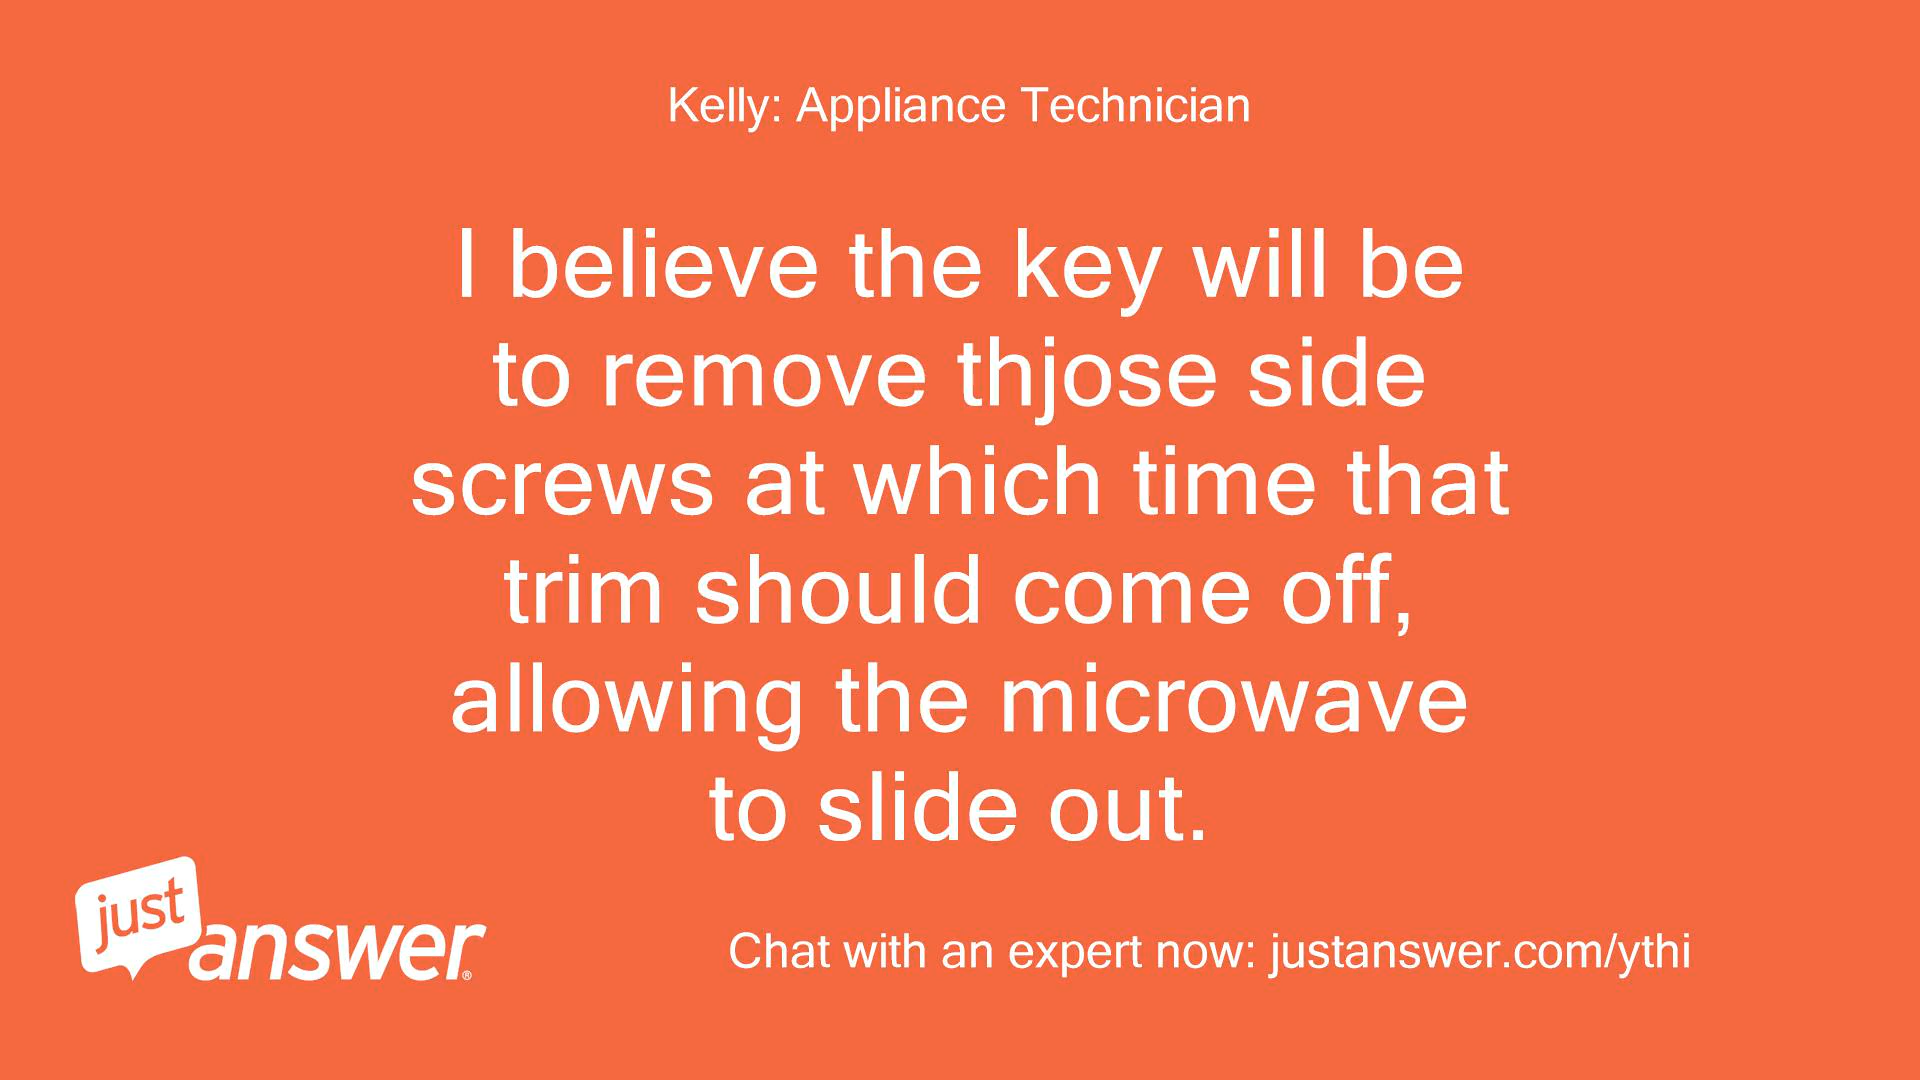 Kelly: Appliance Technician
I believe the key will be
to remove thjose side
screws at which time that
trim should come off,
allowing the microwave
to slide out.
just
answer®
Chat with an expert now: justanswer.com/ythi